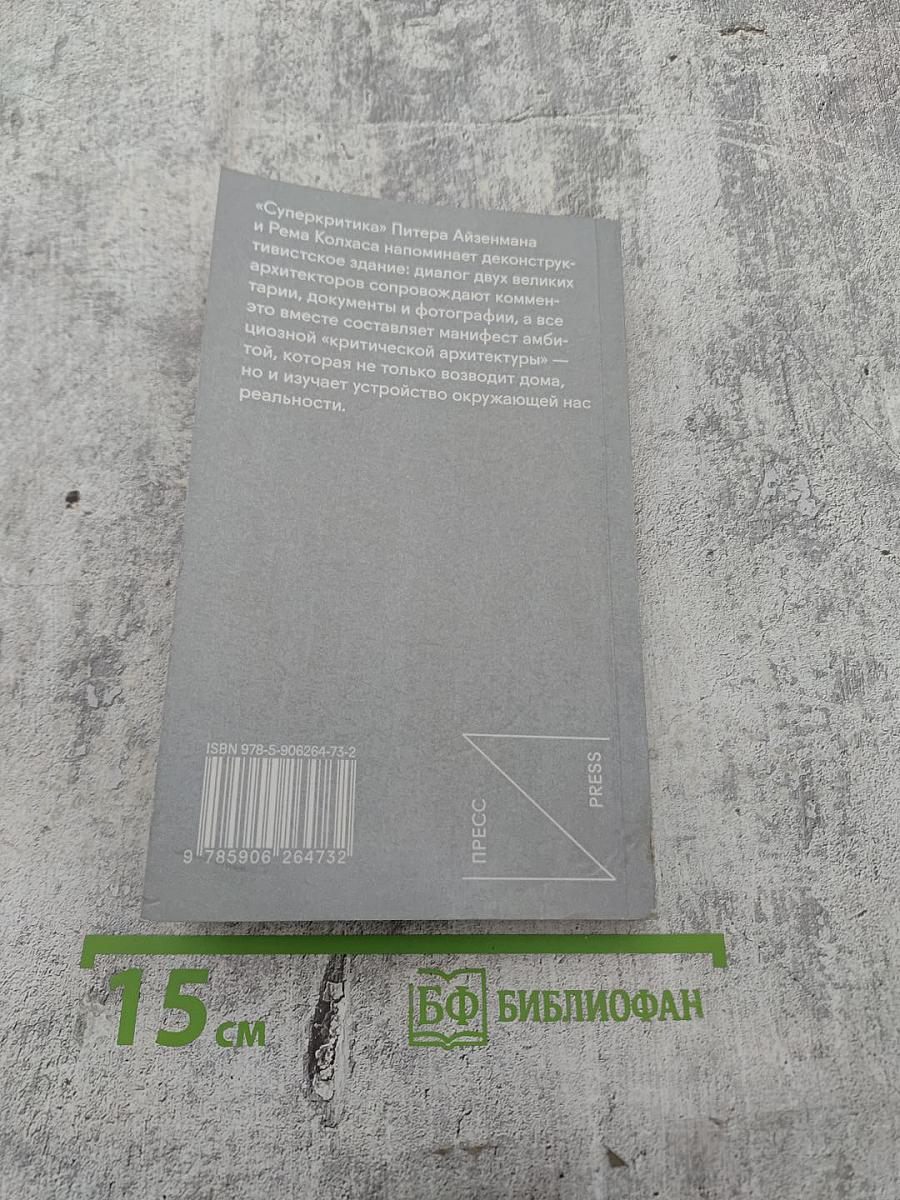 «Суперкритика» Питера Айзенмана
и Рема Колхаса напоминает деконструк-
тивистское здание: диалог двух великих
архитекторов сопровождают коммен-
тарии, документы и фотографии, а все
это вместе составляет манифест амби-
циозной «критической архитектуры» —
той, которая не только возводит дома,
но и изучает устройство окружающей нас
реальности.
ISBN 978-5-906264-73-2
9 785906 264732
ПРЕСС
PRESS
15 см
БФ БИБЛИОФАН